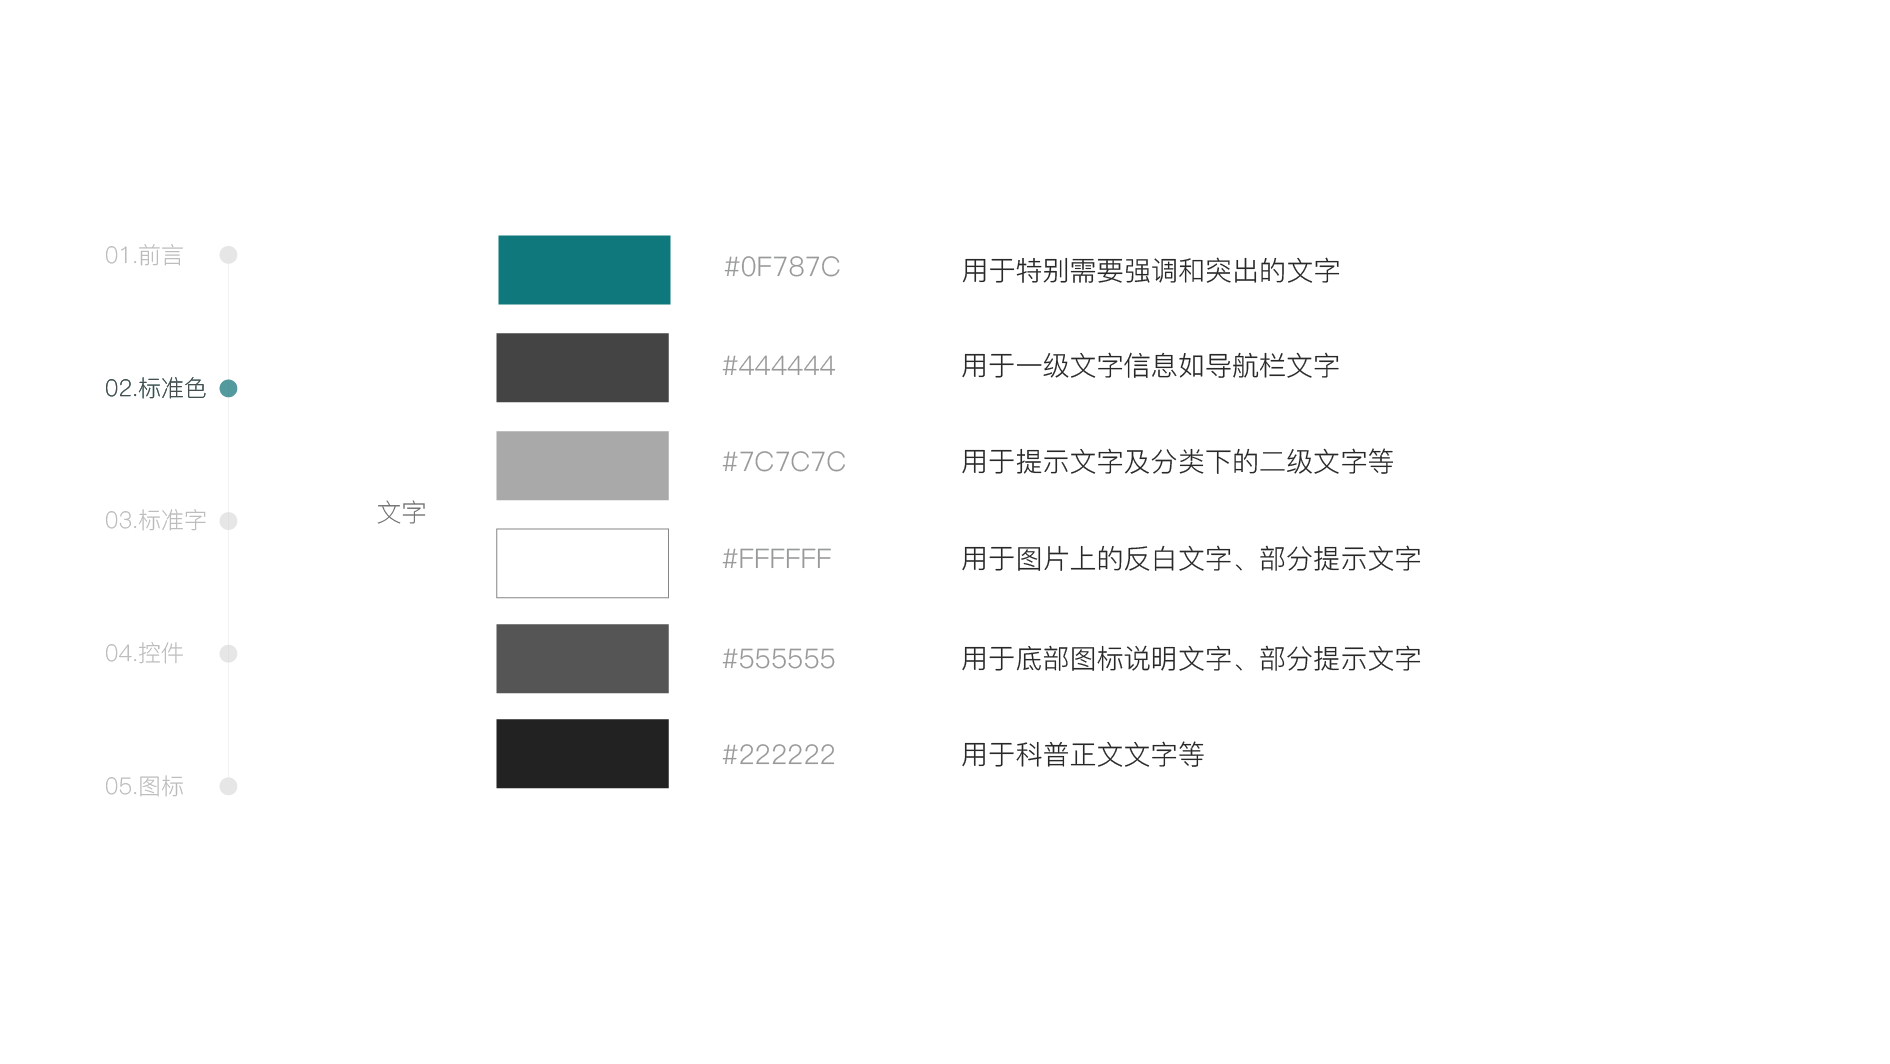 01.前言
02.标准色
03.标准字
04.控件
05.图标
文字
#0F787C 用于特别需要强调和突出的文字
#444444 用于一级文字信息如导航栏文字
#7C7C7C 用于提示文字及分类下的二级文字等
#FFFFFF 用于图片上的反白文字、部分提示文字
#555555 用于底部图标说明文字、部分提示文字
#222222 用于科普正文文字等